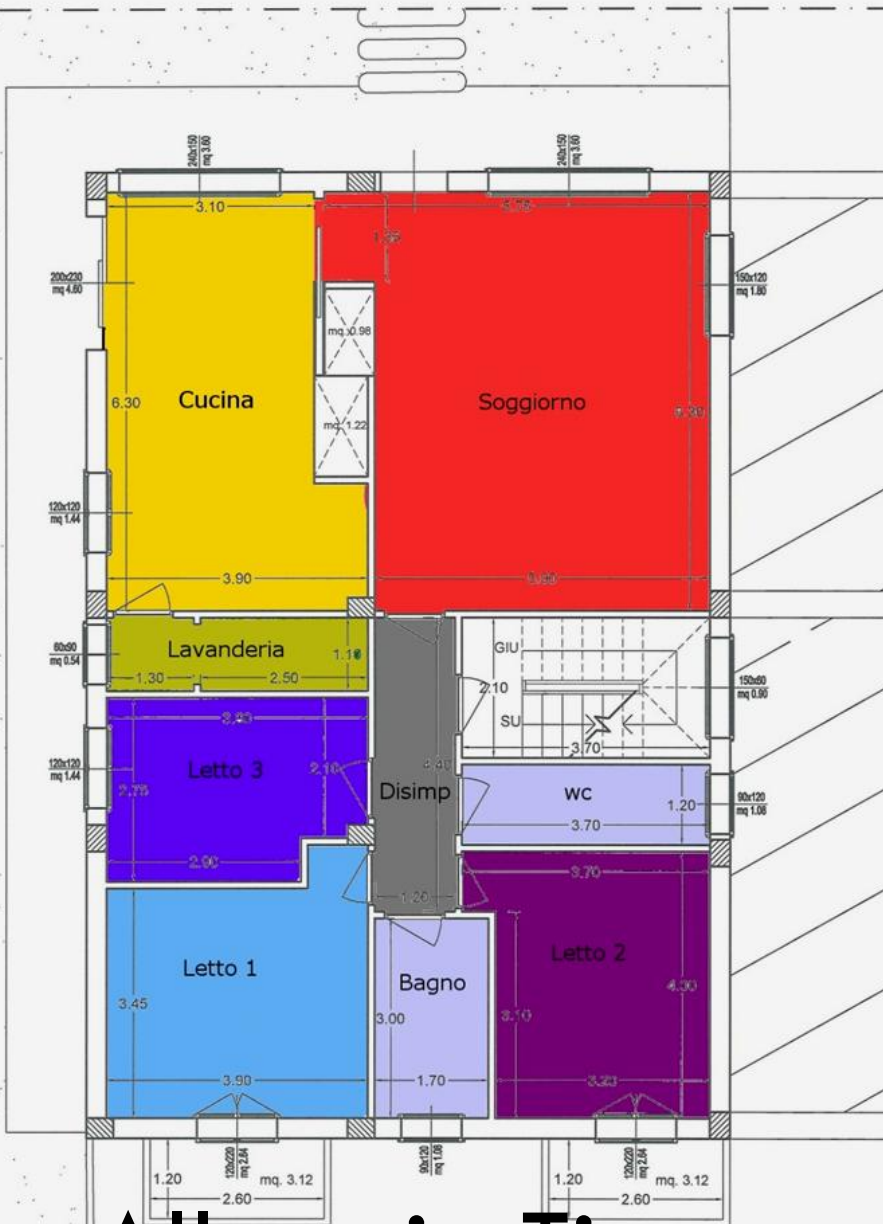 240x150
mq 3.60
240x150
mq 3.60
3.10
5.75
1.35
200x230
mq 4.60
150x120
mq 1.80
mq. 0.98
Cucina
Soggiorno
6.30
mq. 1.22
120x120
mq 1.44
3.90
Lavanderia
1.30
2.50
60x90
mq 0.54
GIU
2.10
SU
3.70
150x60
mq 0.90
Letto 3
2.10
2.75
120x120
mq 1.44
4.40
Disimp
wc
1.20
3.70
90x120
mq 1.08
2.90
1.20
3.70
Letto 1
Bagno
Letto 2
4.30
3.45
3.00
3.10
3.90
1.70
3.20
120x220
mq 2.64
90x120
mq 1.08
120x220
mq 2.64
1.20
mq. 3.12
2.60
1.20
mq. 3.12
2.60